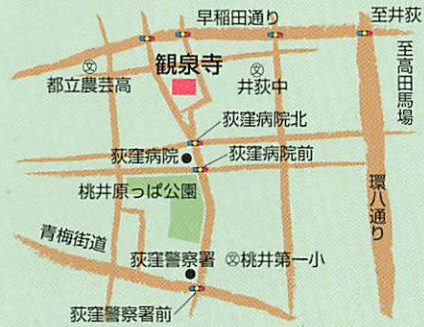 早稲田通り
至井荻
至高田馬場
観泉寺
文
都立農芸高
文
井荻中
荻窪病院北
荻窪病院
荻窪病院前
環八通り
桃井原っぱ公園
青梅街道
荻窪警察署
文桃井第一小
荻窪警察署前